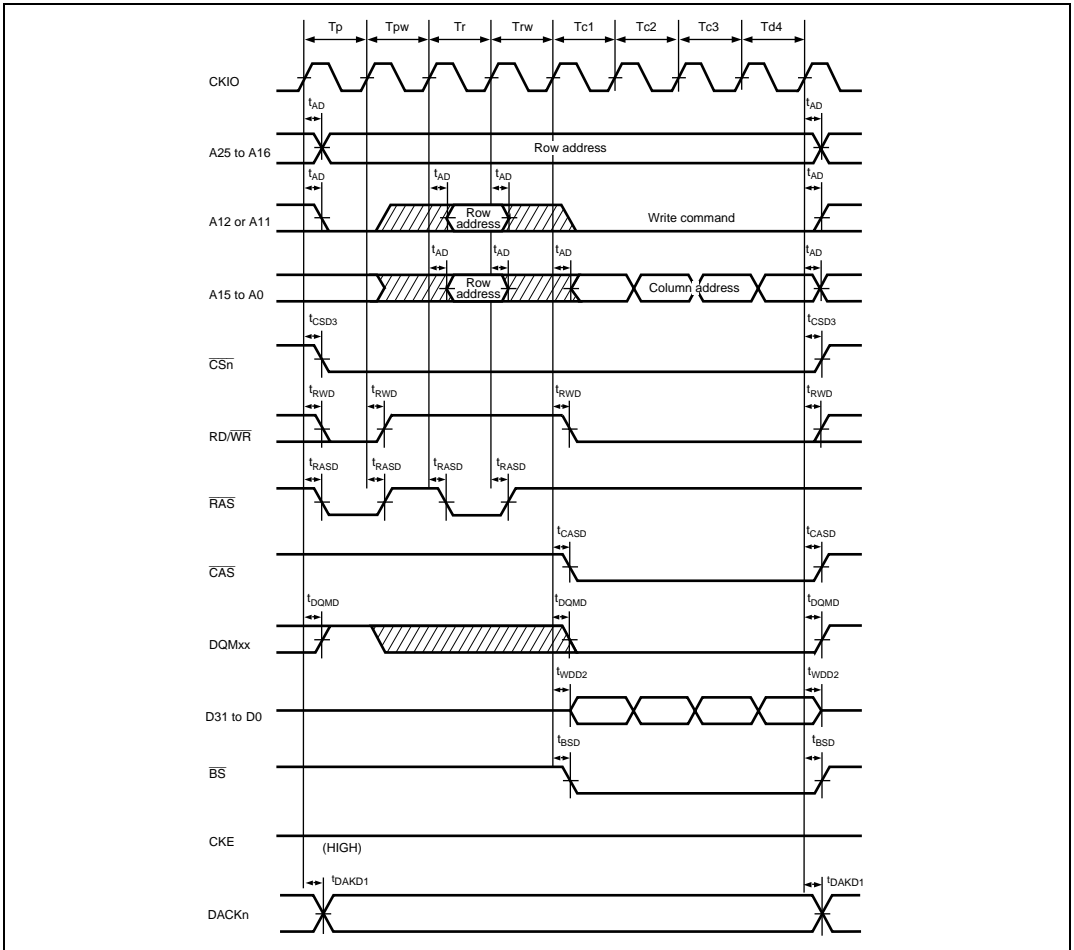 Tp Tpw Tr Trw Tc1 Tc2 Tc3 Td4
CKIO
tAD tAD
A25 to A16 Row address
tAD tAD tAD tAD
A12 or A11 Row address Write command
tAD tAD tAD tAD
A15 to A0 Row address Column address
tCSD3 tCSD3
CSn
tRWD tRWD tRWD tRWD
RD/WR
tRASD tRASD tRASD tRASD
RAS
tCASD tCASD
CAS
tDQMD tDQMD tDQMD
DQMxx
tWDD2 tWDD2
D31 to D0
tBSD tBSD
BS
CKE
(HIGH)
tDAKD1 tDAKD1
DACKn